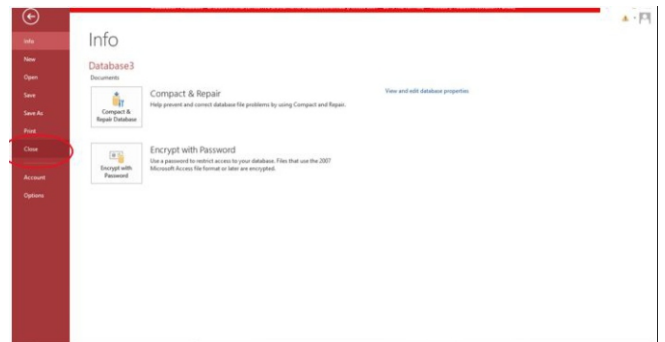 Info
New
Open
Save
Save As
Print
Close
Account
Options
Info
Database3
Documents
Compact &
Repair Database
Compact & Repair
Help prevent and correct database file problems by using Compact and Repair.
View and edit database properties
Encrypt with
Password
Encrypt with Password
Use a password to restrict access to your database. Files that use the 2007
Microsoft Access file format or later are encrypted.